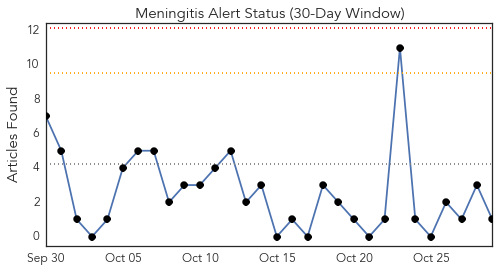 Meningitis Alert Status (30-Day Window)
Articles Found
12
10
8
6
4
2
0
Sep 30 Oct 05 Oct 10 Oct 15 Oct 20 Oct 25